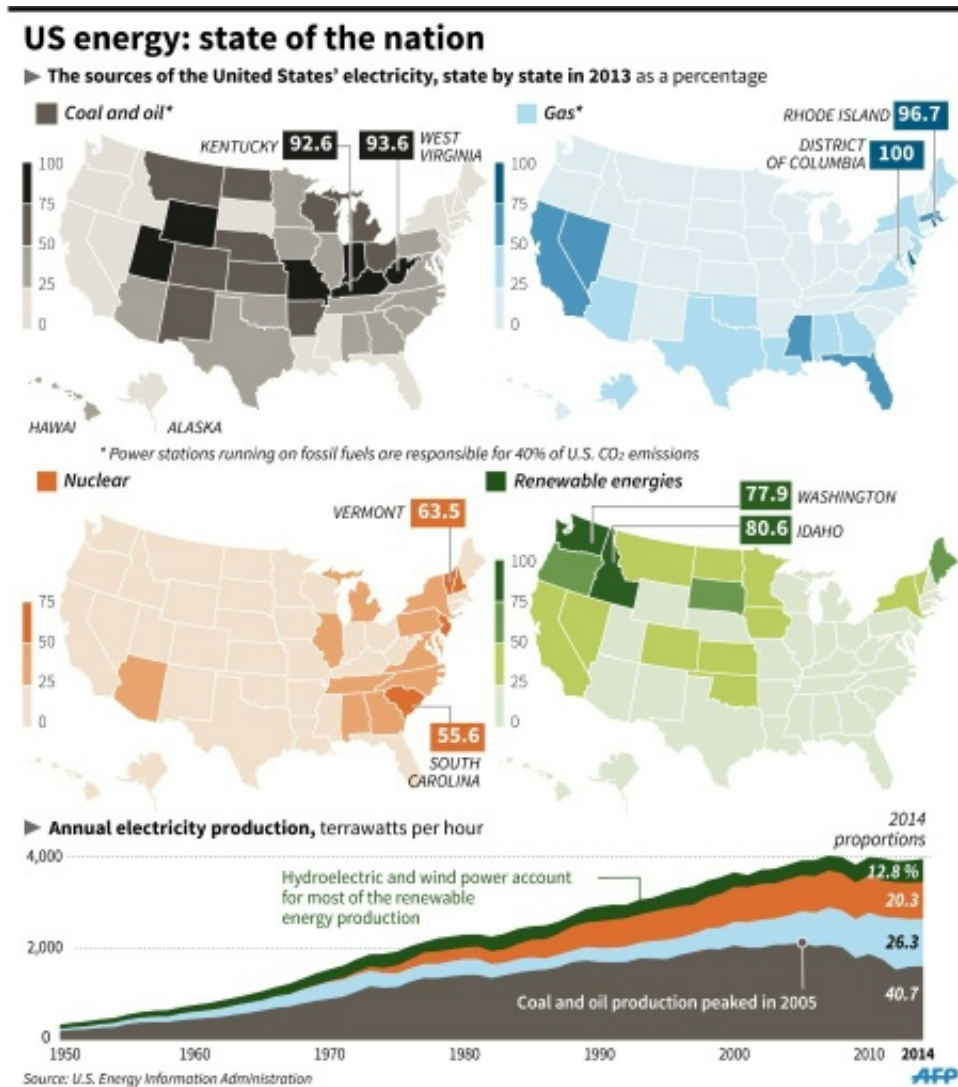 US energy: state of the nation
▶ The sources of the United States' electricity, state by state in 2013 as a percentage
Coal and oil*
KENTUCKY 92.6
93.6 WEST VIRGINIA
100
75
50
25
0
HAWAI
ALASKA
Gas*
RHODE ISLAND 96.7
DISTRICT OF COLUMBIA 100
100
75
50
25
0
* Power stations running on fossil fuels are responsible for 40% of U.S. CO₂ emissions
Nuclear
VERMONT 63.5
75
50
25
0
55.6
SOUTH CAROLINA
Renewable energies
77.9 WASHINGTON
80.6 IDAHO
100
75
50
25
0
▶ Annual electricity production, terrawatts per hour
2014
proportions
4,000
2,000
0
Hydroelectric and wind power account
for most of the renewable
energy production
12.8 %
20.3
26.3
40.7
Coal and oil production peaked in 2005
1950 1960 1970 1980 1990 2000 2010 2014
Source: U.S. Energy Information Administration
AFP